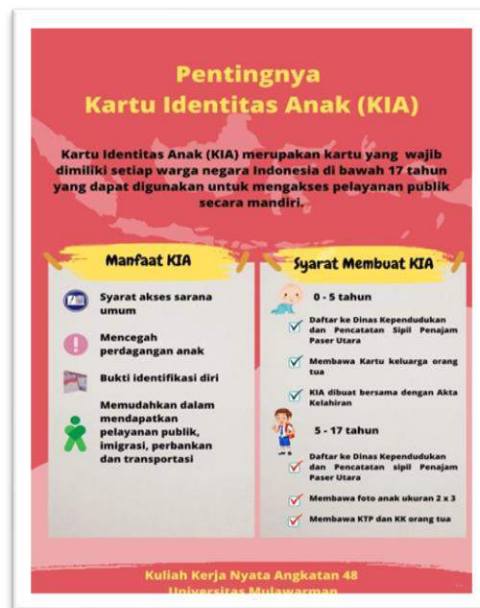 Pentingnya
Kartu Identitas Anak (KIA)
Kartu Identitas Anak (KIA) merupakan kartu yang wajib
dimiliki setiap warga negara Indonesia di bawah 17 tahun
yang dapat digunakan untuk mengakses pelayanan publik
secara mandiri.
Manfaat KIA
Syarat akses sarana
umum
Mencegah
perdagangan anak
Bukti identifikasi diri
Memudahkan dalam
mendapatkan
pelayanan publik,
imigrasi, perbankan
dan transportasi
Syarat Membuat KIA
0 - 5 tahun
Daftar ke Dinas Kependudukan
dan Pencatatan Sipil Penajam
Paser Utara
Membawa Kartu keluarga orang
tua
KIA dibuat bersama dengan Akta
Kelahiran
5 - 17 tahun
Daftar ke Dinas Kependudukan
dan Pencatatan sipil Penajam
Paser Utara
Membawa foto anak ukuran 2 x 3
Membawa KTP dan KK orang tua
Kuliah Kerja Nyata Angkatan 48
Universitas Mulawarman